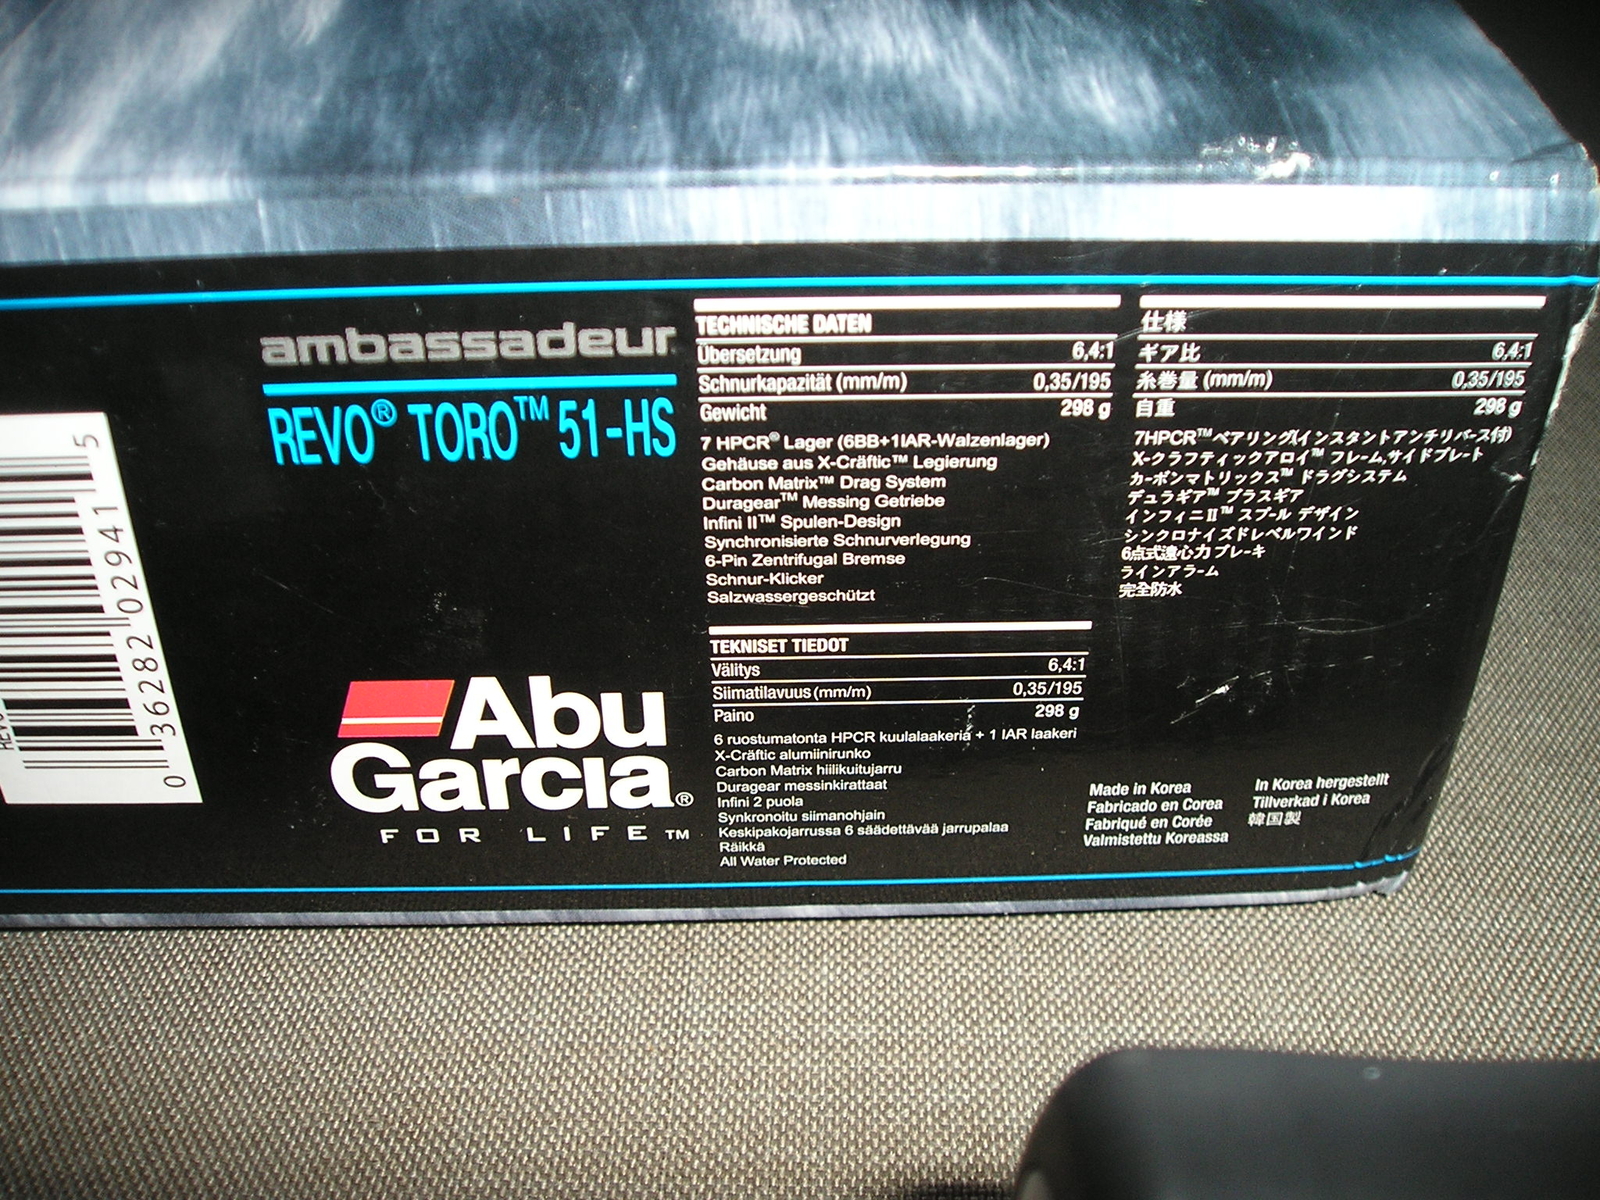 ambassadeur
REVO® TORO™ 51-HS
Abu
Garcia®
FOR LIFE™
0 36282 02941 5
TECHNISCHE DATEN
Übersetzung 6,4:1
Schnurkapazität (mm/m) 0,35/195
Gewicht 298 g
7 HPCR® Lager (6BB+1IAR-Walzenlager)
Gehäuse aus X-Cräftic™ Legierung
Carbon Matrix™ Drag System
Duragear™ Messing Getriebe
Infini II™ Spulen-Design
Synchronisierte Schnurverlegung
6-Pin Zentrifugal Bremse
Schnur-Klicker
Salzwassergeschützt
TEKNISET TIEDOT
Välitys 6,4:1
Siimatilavuus (mm/m) 0,35/195
Paino 298 g
6 ruostumatonta HPCR kuulalaakeria + 1 IAR laakeri
X-Cräftic alumiinirunko
Carbon Matrix hiilikuitujarru
Duragear messinkirattaat
Infini 2 puola
Synkronoitu siimanohjain
Keskipakojarrussa 6 säädettävää jarrupalaa
Räikkä
All Water Protected
仕様
ギア比 6,4:1
糸巻量 (mm/m) 0,35/195
自重 298 g
7HPCR™ベアリング(インスタントアンチリバース付)
X-クラフティックアロイ™ フレーム,サイドプレート
カーボンマトリックス™ ドラグシステム
デュラギア™ ブラスギア
インフィニII™ スプール デザイン
シンクロナイズドレベルワインド
6点式遠心力ブレーキ
ラインアラーム
完全防水
Made in Korea
Fabricado en Corea
Fabriqué en Corée
Valmistettu Koreassa
In Korea hergestellt
Tillverkad i Korea
韓国製